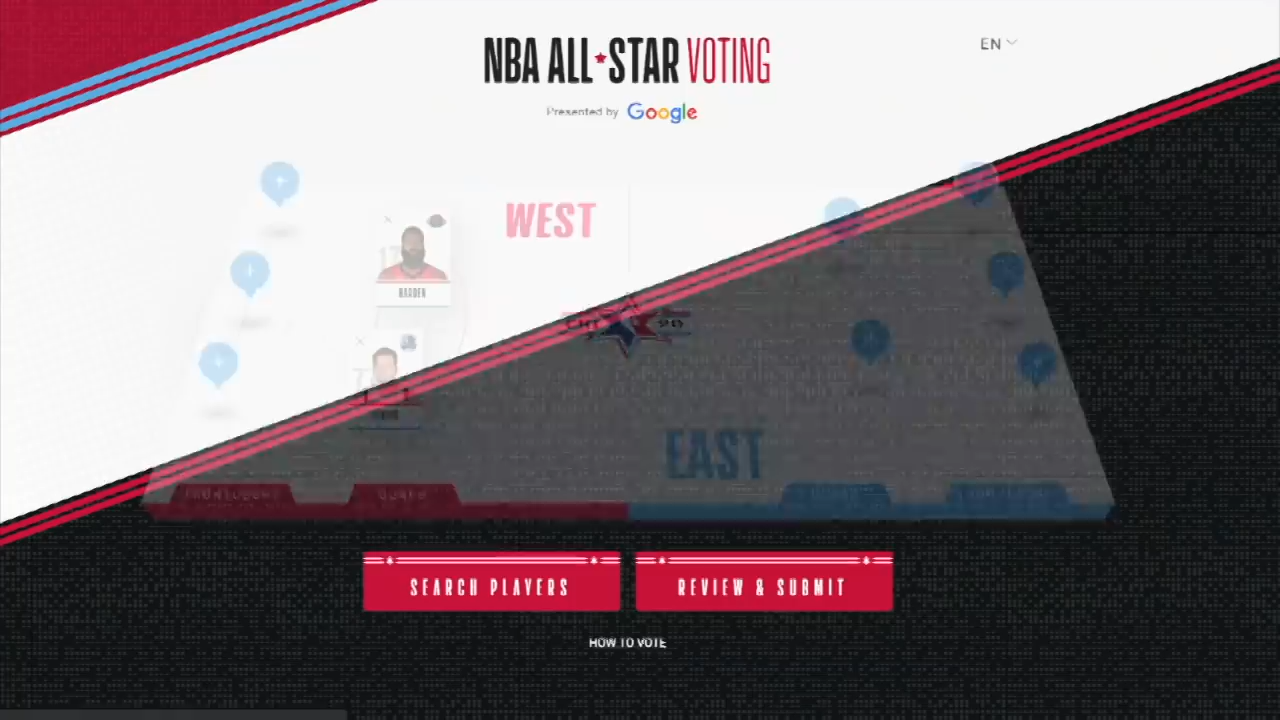 NBA ALL★STAR VOTING
EN
Presented by Google
WEST
HARDEN
EAST
SEARCH PLAYERS
REVIEW & SUBMIT
HOW TO VOTE